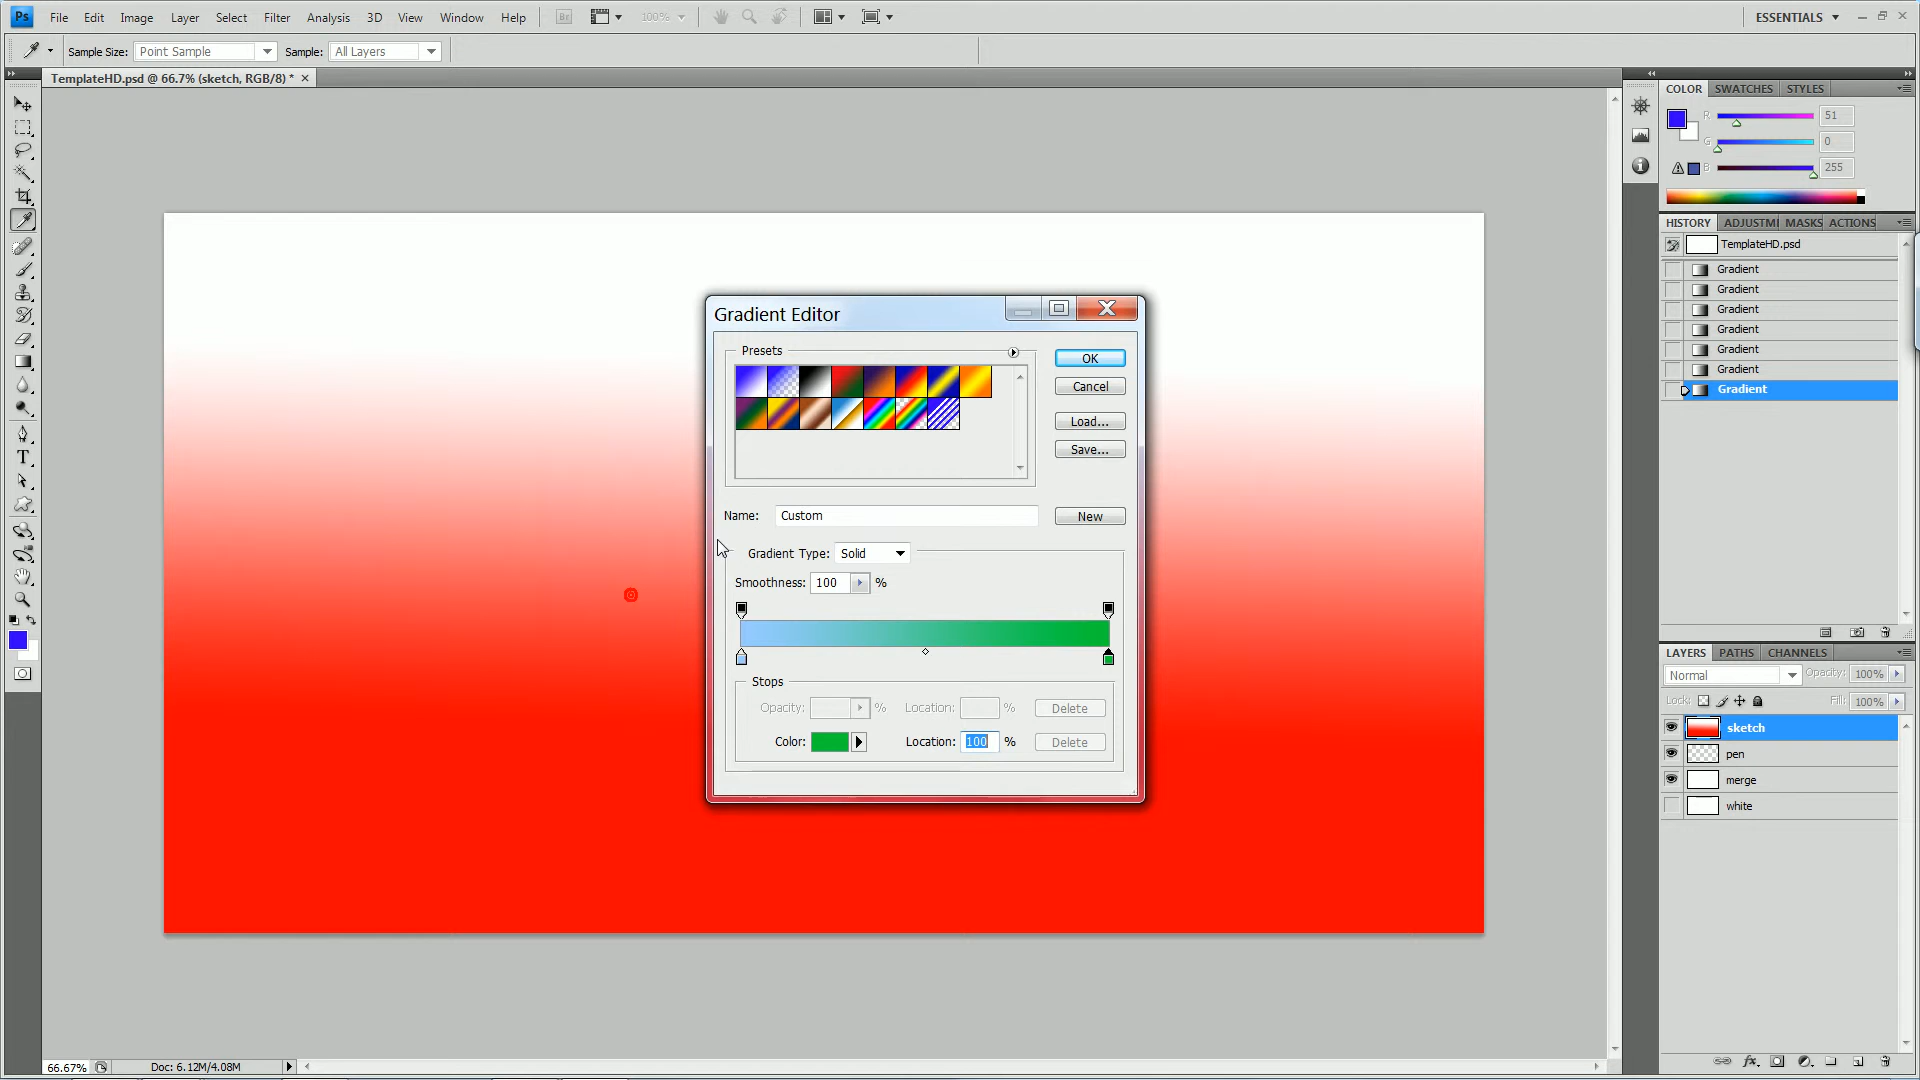 Ps File Edit Image Layer Select Filter Analysis 3D View Window Help Br 100% ESSENTIALS
Sample Size: Point Sample Sample: All Layers
TemplateHD.psd @ 66.7% (sketch, RGB/8) *
COLOR SWATCHES STYLES
R 51
G 0
B 255
HISTORY ADJUSTMI MASKS ACTIONS
TemplateHD.psd
Gradient
Gradient
Gradient
Gradient
Gradient
Gradient
Gradient
Gradient Editor
Presets
OK
Cancel
Load...
Save...
Name: Custom New
Gradient Type: Solid
Smoothness: 100 %
Stops
Opacity: % Location: % Delete
Color: Location: 100 % Delete
LAYERS PATHS CHANNELS
Normal Opacity: 100%
Lock: Fill: 100%
sketch
pen
merge
white
66.67% Doc: 6.12M/4.08M